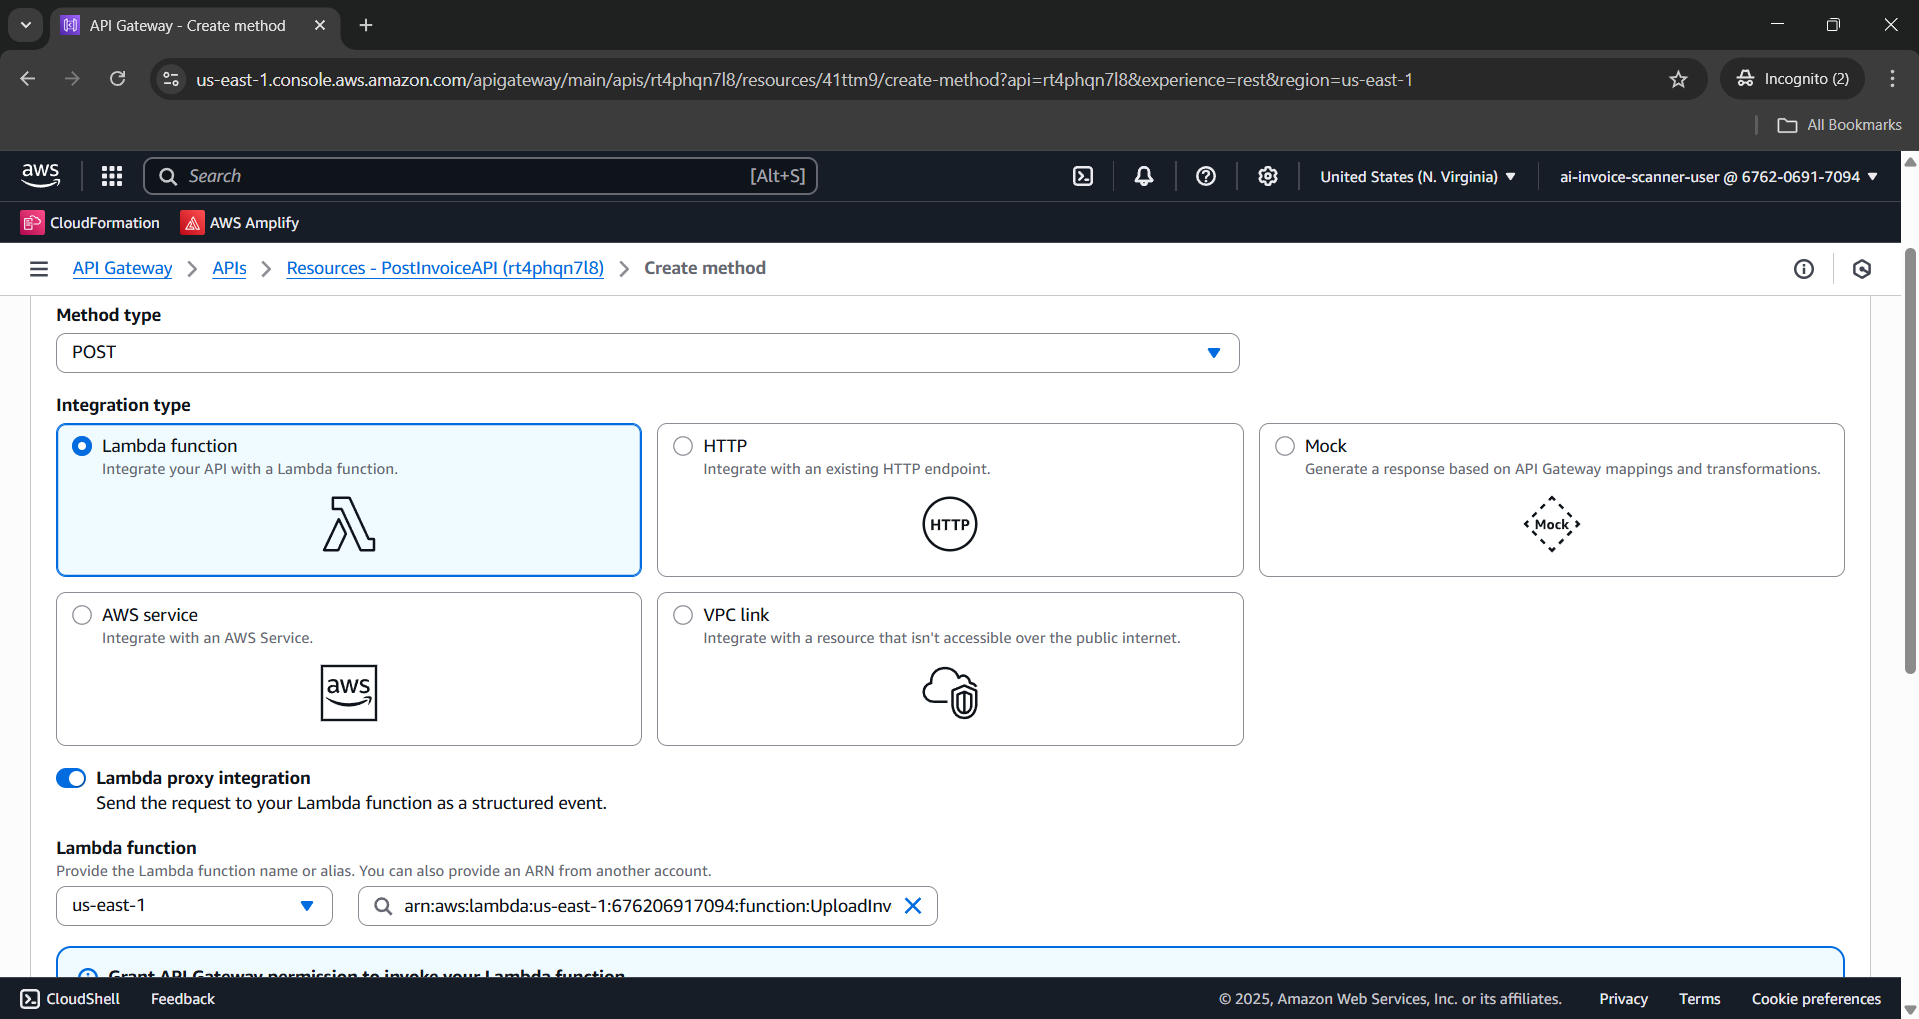 API Gateway - Create method
us-east-1.console.aws.amazon.com/apigateway/main/apis/rt4phqn7l8/resources/41ttm9/create-method?api=rt4phqn7l8&experience=rest&region=us-east-1
Incognito (2)
All Bookmarks
aws
Search
[Alt+S]
United States (N. Virginia)
ai-invoice-scanner-user @ 6762-0691-7094
CloudFormation
AWS Amplify
API Gateway
APIs
Resources - PostInvoiceAPI (rt4phqn7l8)
Create method
Method type
POST
Integration type
Lambda function
Integrate your API with a Lambda function.
HTTP
Integrate with an existing HTTP endpoint.
HTTP
Mock
Generate a response based on API Gateway mappings and transformations.
Mock
AWS service
Integrate with an AWS Service.
aws
VPC link
Integrate with a resource that isn't accessible over the public internet.
Lambda proxy integration
Send the request to your Lambda function as a structured event.
Lambda function
Provide the Lambda function name or alias. You can also provide an ARN from another account.
us-east-1
arn:aws:lambda:us-east-1:676206917094:function:UploadInv
Grant API Gateway permission to invoke your Lambda function
CloudShell
Feedback
© 2025, Amazon Web Services, Inc. or its affiliates.
Privacy
Terms
Cookie preferences